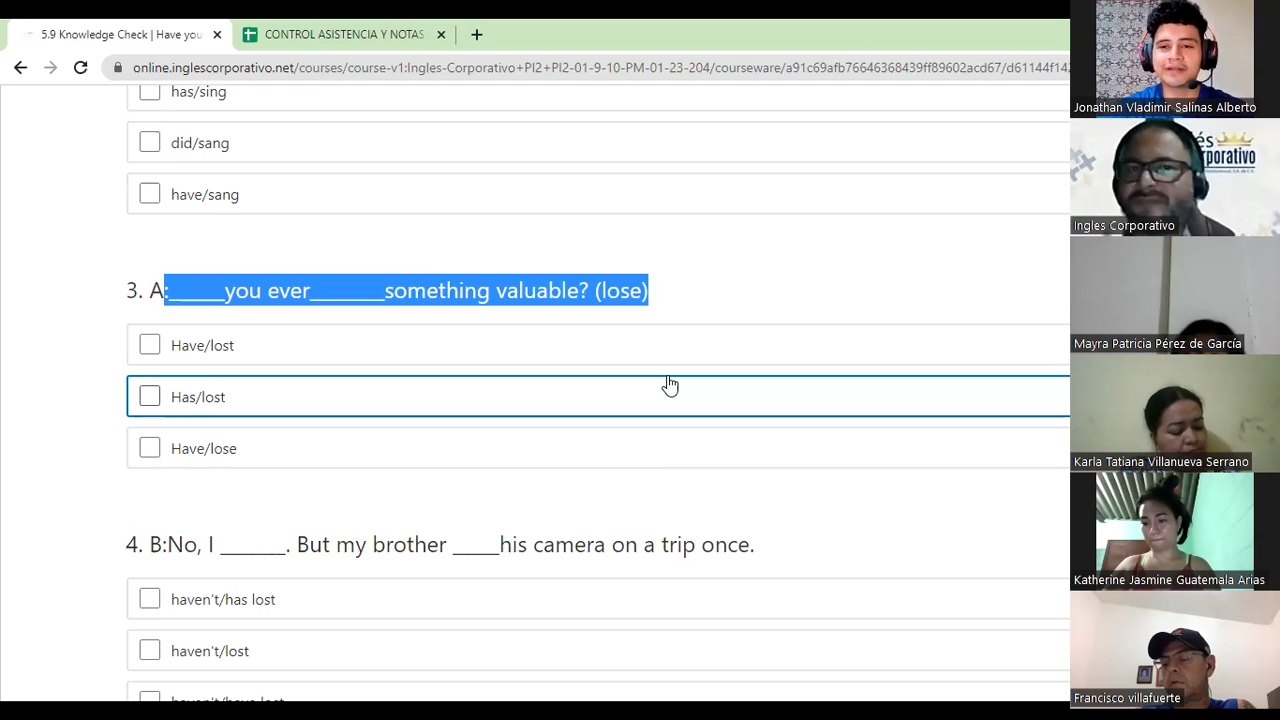 5.9 Knowledge Check | Have you
CONTROL ASISTENCIA Y NOTAS
online.inglescorporativo.net/courses/course-v1:Ingles-Corporativo+PI2+PI2-01-9-10-PM-01-23-204/courseware/a91c69afb76646368439ff89602acd67/d61144f142
has/sing
did/sang
have/sang
3. A:_____you ever_______something valuable? (lose)
Have/lost
Has/lost
Have/lose
4. B:No, I ______. But my brother ____his camera on a trip once.
haven't/has lost
haven't/lost
Jonathan Vladimir Salinas Alberto
Ingles Corporativo
Mayra Patricia Pérez de García
Karla Tatiana Villanueva Serrano
Katherine Jasmine Guatemala Arias
Francisco villafuerte